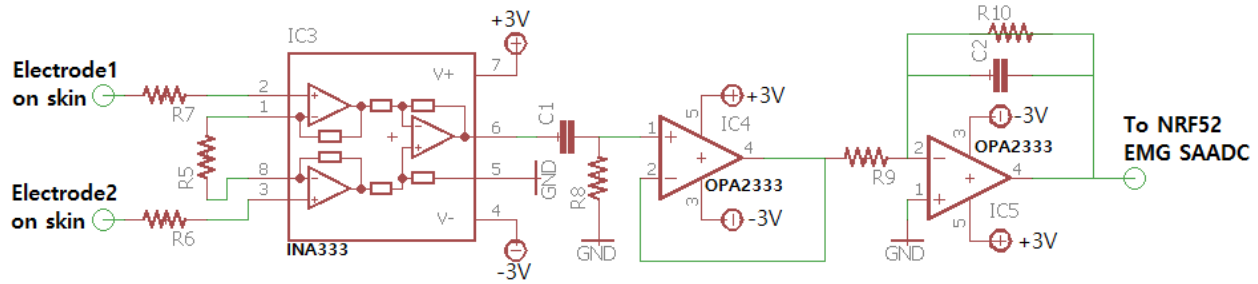 +3V
IC3
7
V+
Electrode1
on skin
R7
2
1
R5
+
6
C1
8
3
5
GND
V-
4
Electrode2
on skin
R6
INA333
-3V
R8
GND
+3V
5
IC4
1
2
4
OPA2333
3
-3V
R9
R10
C2
-3V
3
OPA2333
2
1
4
IC5
5
+3V
GND
To NRF52
EMG SAADC